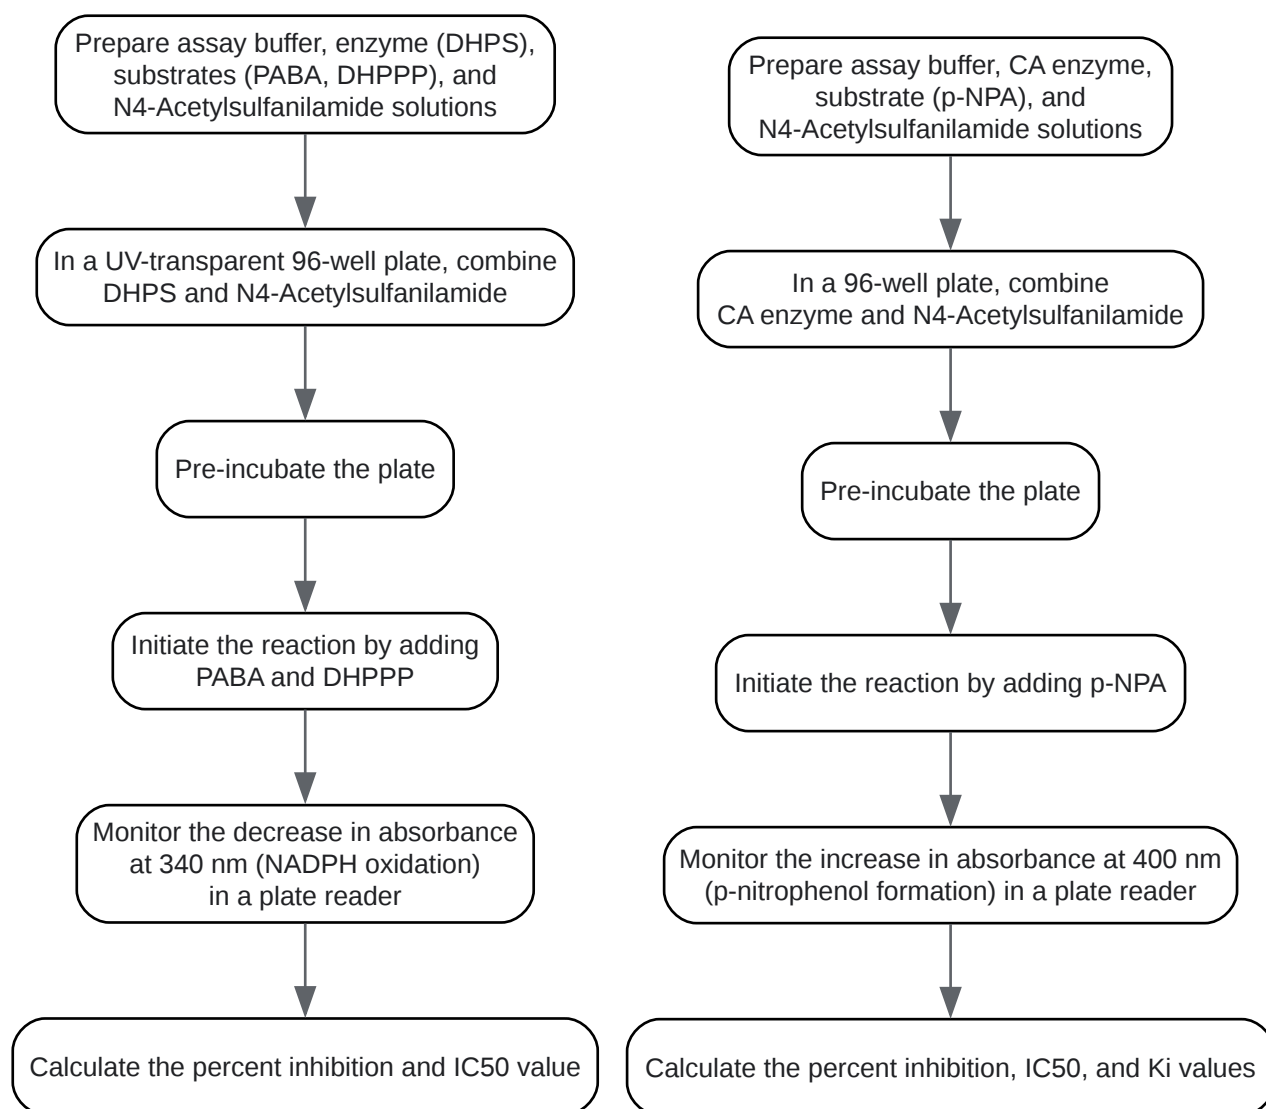 Prepare assay buffer, enzyme (DHPS),
substrates (PABA, DHPPP), and
N4-Acetylsulfanilamide solutions
In a UV-transparent 96-well plate, combine
DHPS and N4-Acetylsulfanilamide
Pre-incubate the plate
Initiate the reaction by adding
PABA and DHPPP
Monitor the decrease in absorbance
at 340 nm (NADPH oxidation)
in a plate reader
Calculate the percent inhibition and IC50 value
Prepare assay buffer, CA enzyme,
substrate (p-NPA), and
N4-Acetylsulfanilamide solutions
In a 96-well plate, combine
CA enzyme and N4-Acetylsulfanilamide
Pre-incubate the plate
Initiate the reaction by adding p-NPA
Monitor the increase in absorbance at 400 nm
(p-nitrophenol formation) in a plate reader
Calculate the percent inhibition, IC50, and Ki values